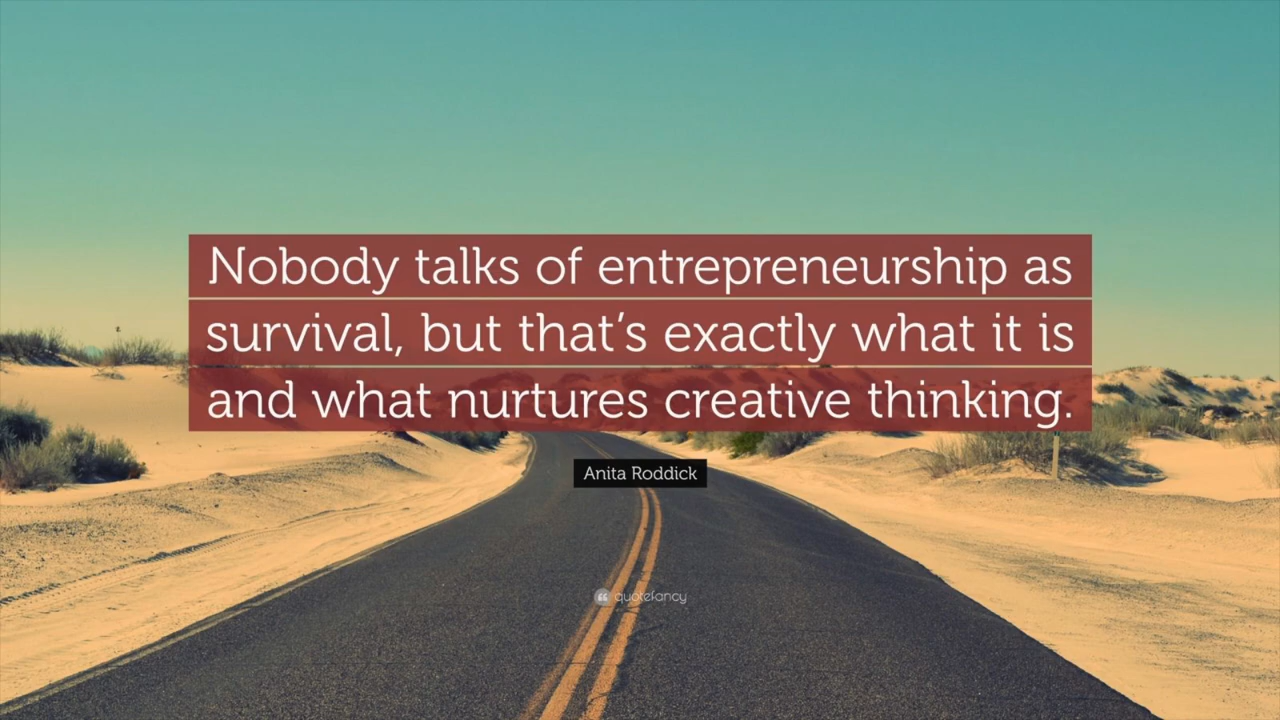 Nobody talks of entrepreneurship as
survival, but that’s exactly what it is
and what nurtures creative thinking.
Anita Roddick
quotefancy